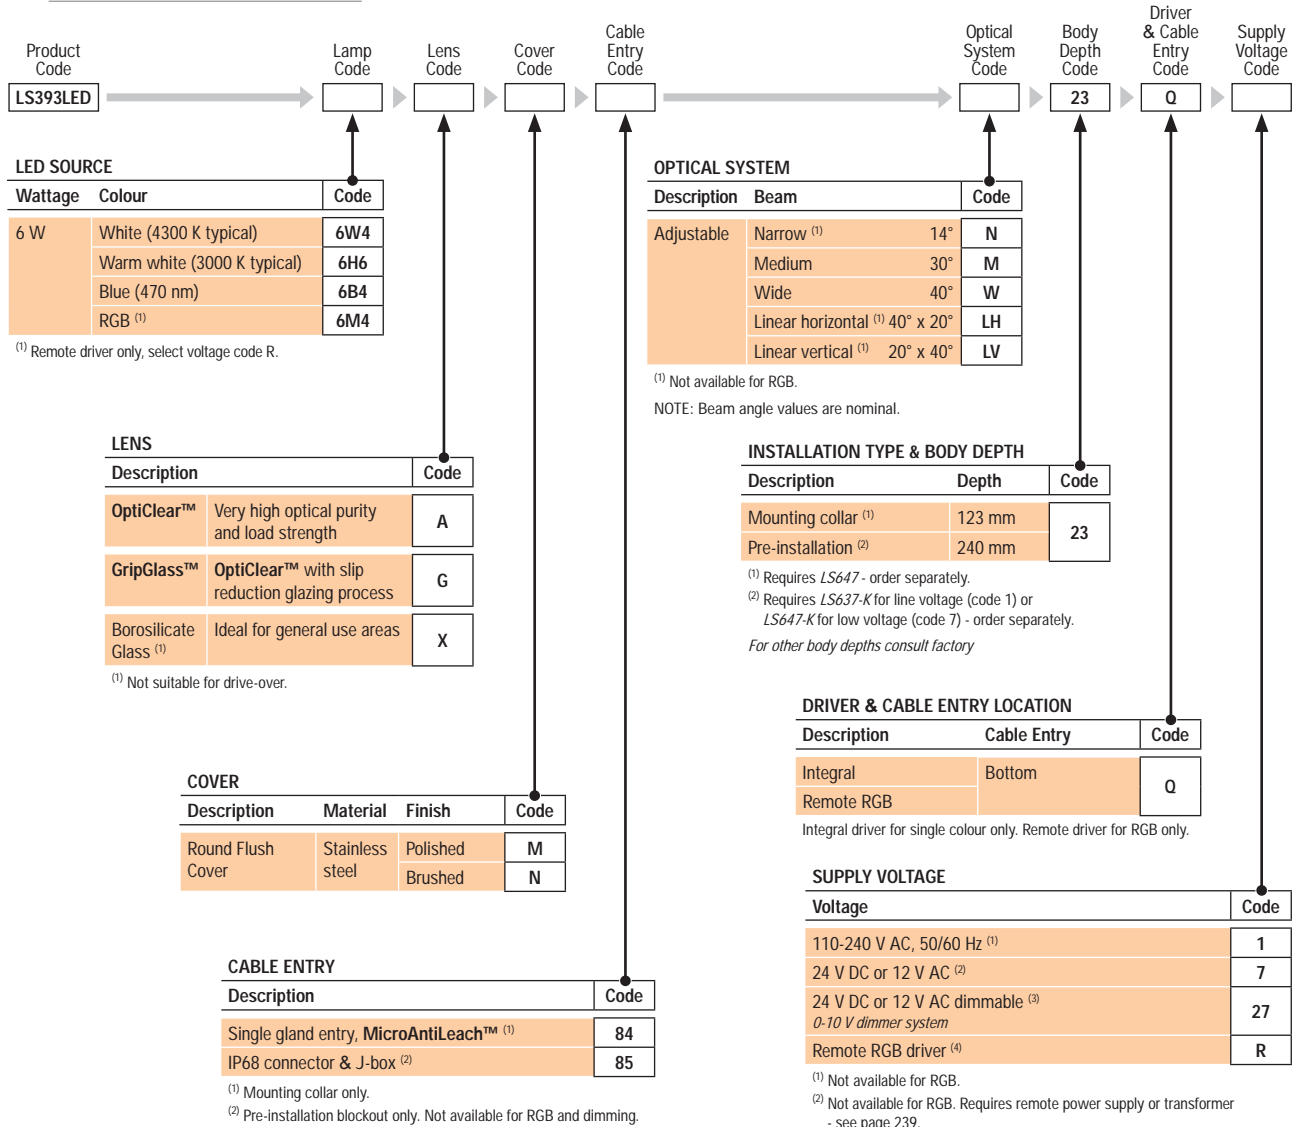 Product Code
Lamp Code
Lens Code
Cover Code
Cable Entry Code
Optical System Code
Body Depth Code
Driver & Cable Entry Code
Supply Voltage Code
LS393LED
23
Q
LED SOURCE
Wattage Colour Code
6 W White (4300 K typical) 6W4
Warm white (3000 K typical) 6H6
Blue (470 nm) 6B4
RGB (1) 6M4
(1) Remote driver only, select voltage code R.
OPTICAL SYSTEM
Description Beam Code
Adjustable Narrow (1) 14° N
Medium 30° M
Wide 40° W
Linear horizontal (1) 40° x 20° LH
Linear vertical (1) 20° x 40° LV
(1) Not available for RGB.
NOTE: Beam angle values are nominal.
LENS
Description Code
OptiClear™ Very high optical purity
and load strength A
GripGlass™ OptiClear™ with slip
reduction glazing process G
Borosilicate Ideal for general use areas X
Glass (1)
(1) Not suitable for drive-over.
INSTALLATION TYPE & BODY DEPTH
Description Depth Code
Mounting collar (1) 123 mm 23
Pre-installation (2) 240 mm
(1) Requires LS647 - order separately.
(2) Requires LS637-K for line voltage (code 1) or
LS647-K for low voltage (code 7) - order separately.
For other body depths consult factory
DRIVER & CABLE ENTRY LOCATION
Description Cable Entry Code
Integral Bottom Q
Remote RGB
Integral driver for single colour only. Remote driver for RGB only.
COVER
Description Material Finish Code
Round Flush Stainless Polished M
Cover steel Brushed N
SUPPLY VOLTAGE
Voltage Code
110-240 V AC, 50/60 Hz (1) 1
24 V DC or 12 V AC (2) 7
24 V DC or 12 V AC dimmable (3) 27
0-10 V dimmer system
Remote RGB driver (4) R
(1) Not available for RGB.
(2) Not available for RGB. Requires remote power supply or transformer
- see page 239.
CABLE ENTRY
Description Code
Single gland entry, MicroAntiLeach™ (1) 84
IP68 connector & J-box (2) 85
(1) Mounting collar only.
(2) Pre-installation blockout only. Not available for RGB and dimming.